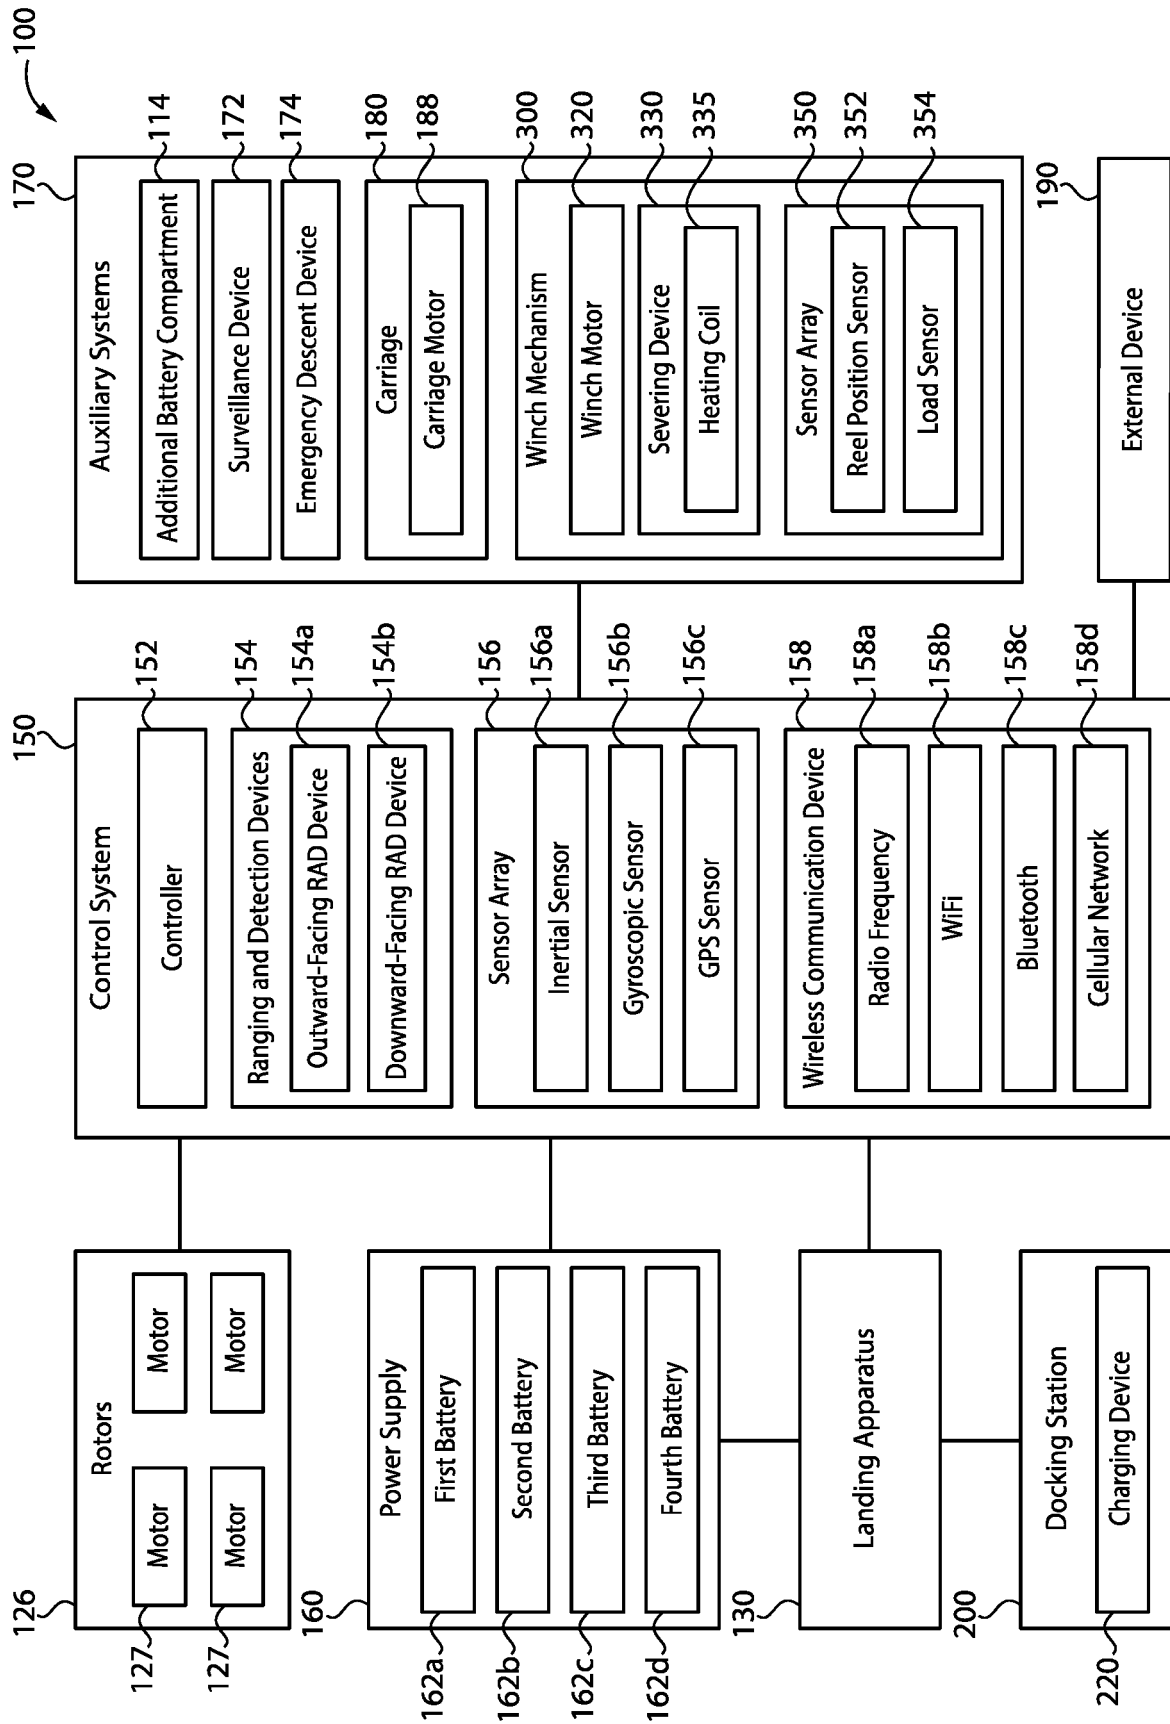 100
126
Rotors
Motor
Motor
Motor
Motor
127
127
160
Power Supply
First Battery
Second Battery
Third Battery
Fourth Battery
162a
162b
162c
162d
130
Landing Apparatus
200
Docking Station
Charging Device
220
150
Control System
Controller
152
Ranging and Detection Devices
154
Outward-Facing RAD Device
154a
Downward-Facing RAD Device
154b
Sensor Array
156
Inertial Sensor
156a
Gyroscopic Sensor
156b
GPS Sensor
156c
Wireless Communication Device
158
Radio Frequency
158a
WiFi
158b
Bluetooth
158c
Cellular Network
158d
170
Auxiliary Systems
Additional Battery Compartment
114
Surveillance Device
172
Emergency Descent Device
174
Carriage
180
Carriage Motor
188
Winch Mechanism
300
Winch Motor
320
Severing Device
330
Heating Coil
335
Sensor Array
350
Reel Position Sensor
352
Load Sensor
354
190
External Device